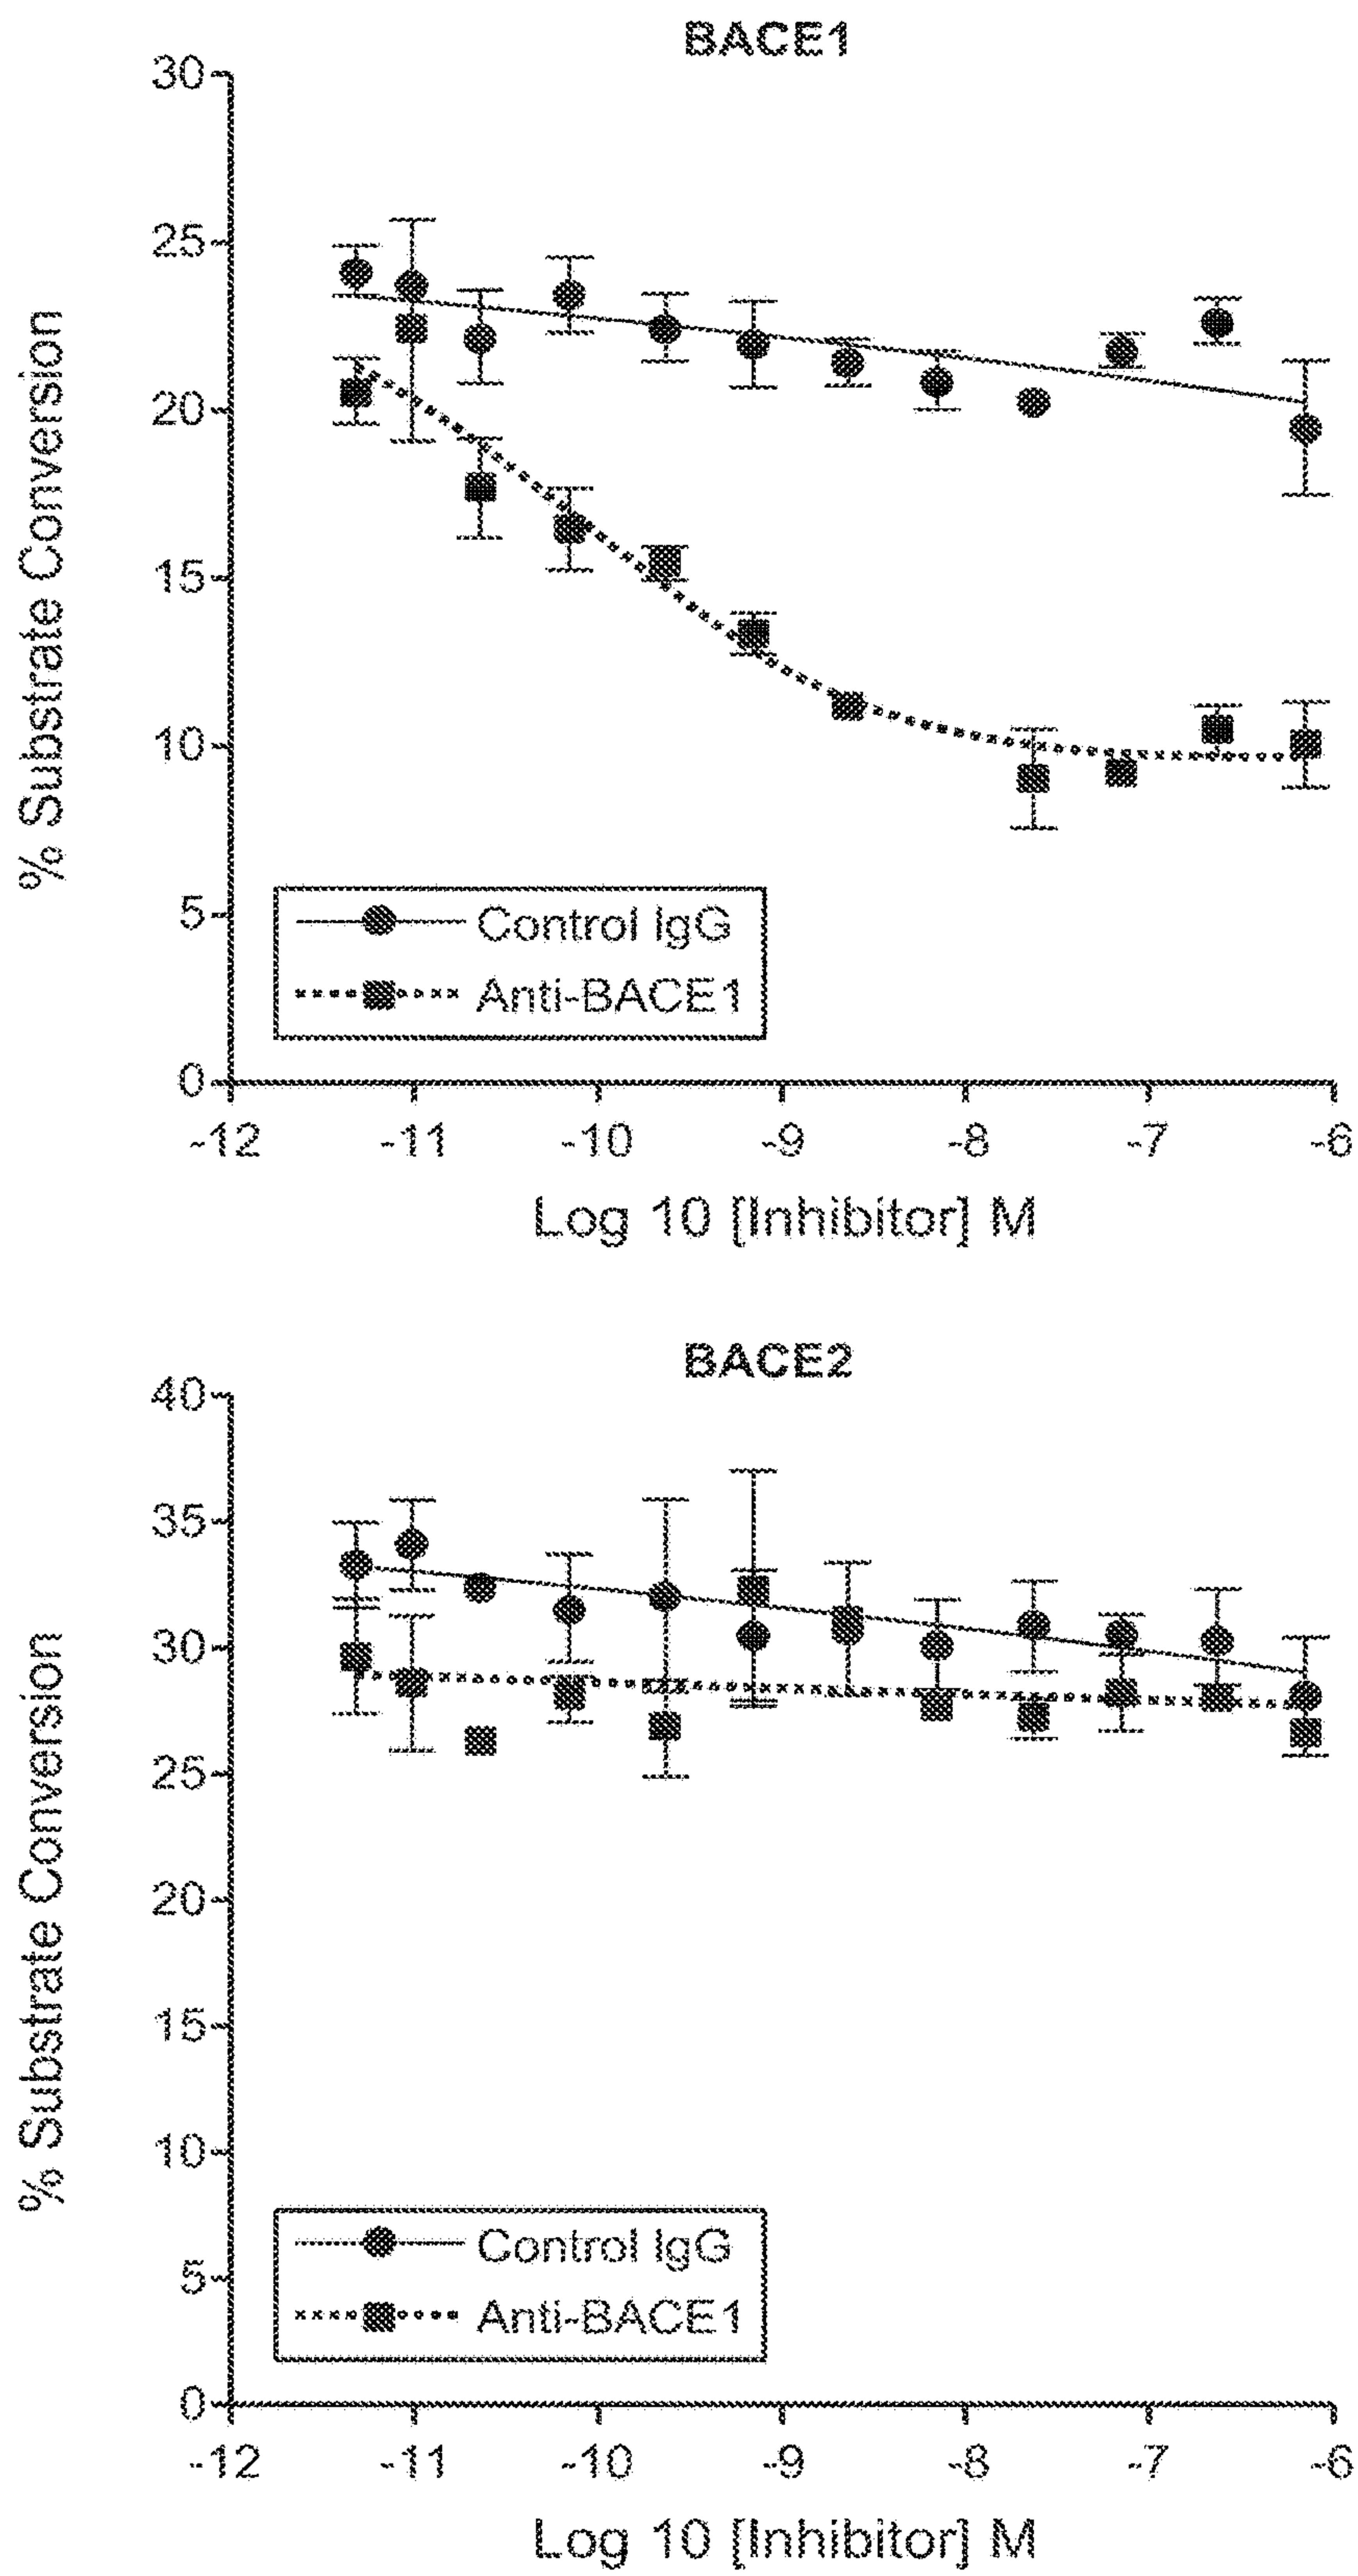 BACE1
30
25
20
15
10
5
0
% Substrate Conversion
Control IgG
Anti-BACE1
-12 -11 -10 -9 -8 -7 -6
Log 10 [Inhibitor] M
BACE2
40
35
30
25
20
15
10
5
0
% Substrate Conversion
Control IgG
Anti-BACE1
-12 -11 -10 -9 -8 -7 -6
Log 10 [Inhibitor] M